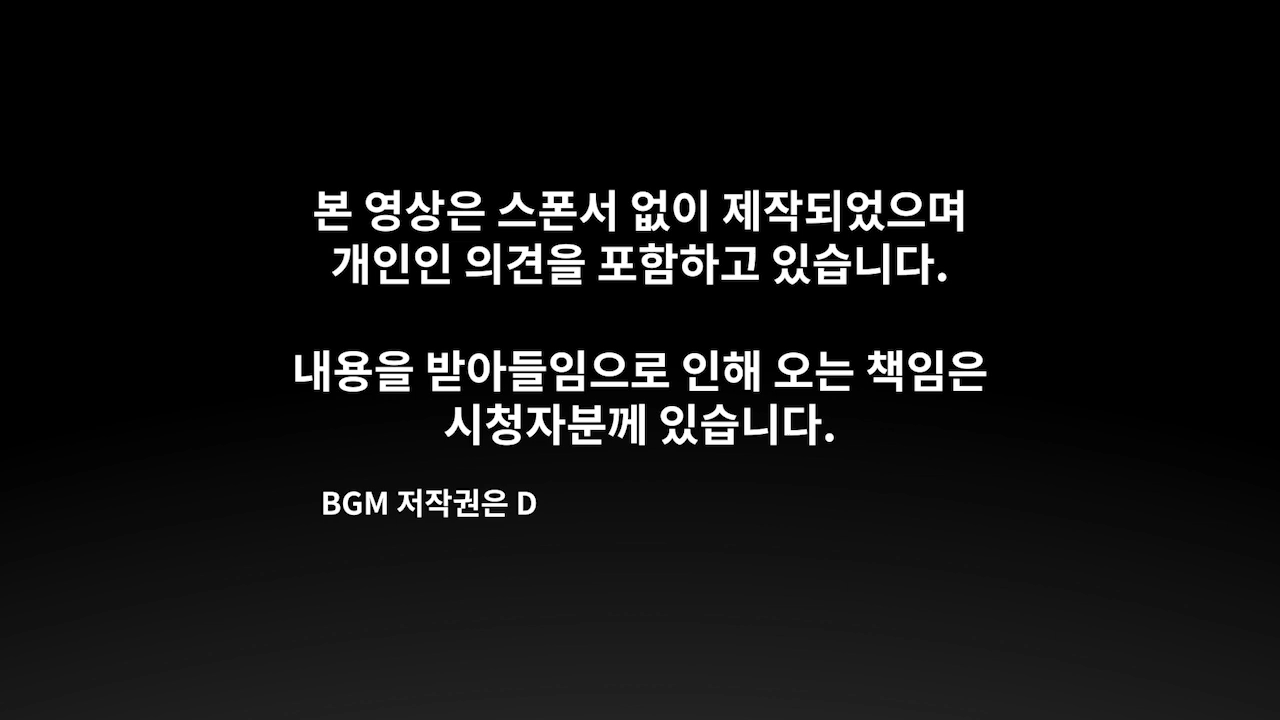 본 영상은 스폰서 없이 제작되었으며
개인인 의견을 포함하고 있습니다.
내용을 받아들임으로 인해 오는 책임은
시청자분께 있습니다.
BGM 저작권은 D